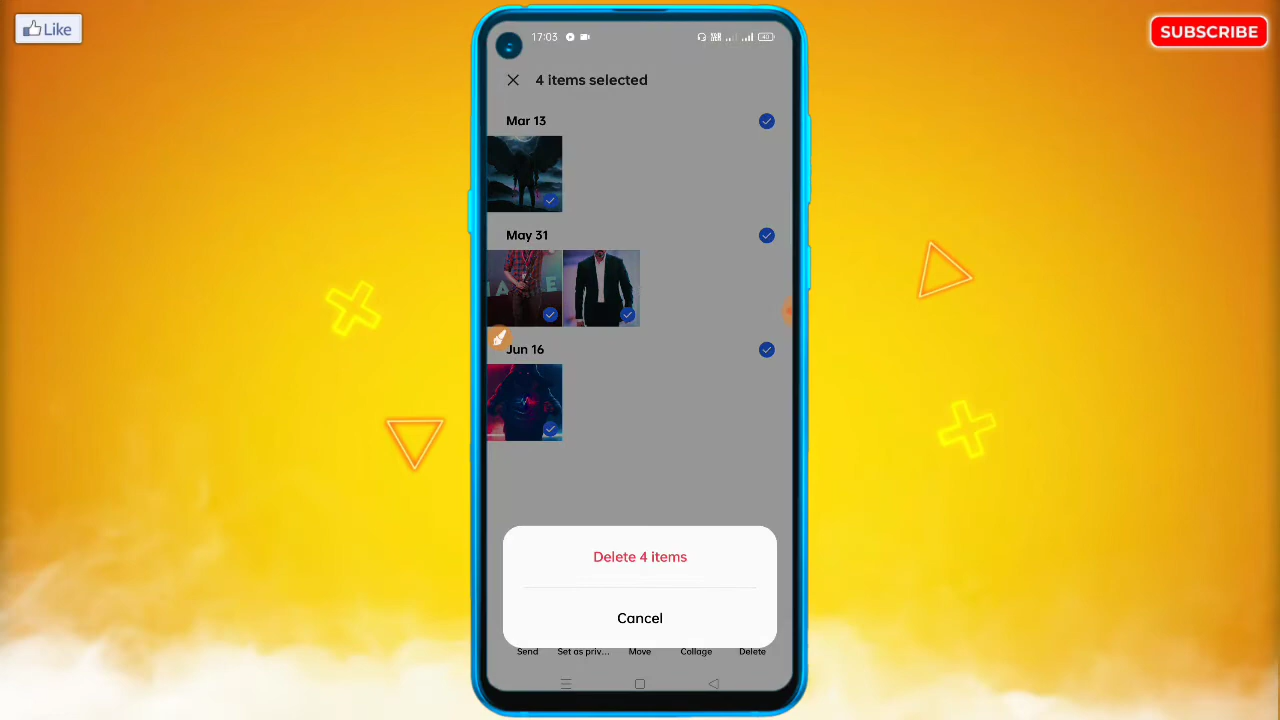 Like
SUBSCRIBE
17:03
4 items selected
Mar 13
May 31
Jun 16
Delete 4 items
Cancel
Send Set as priv... Move Collage Delete